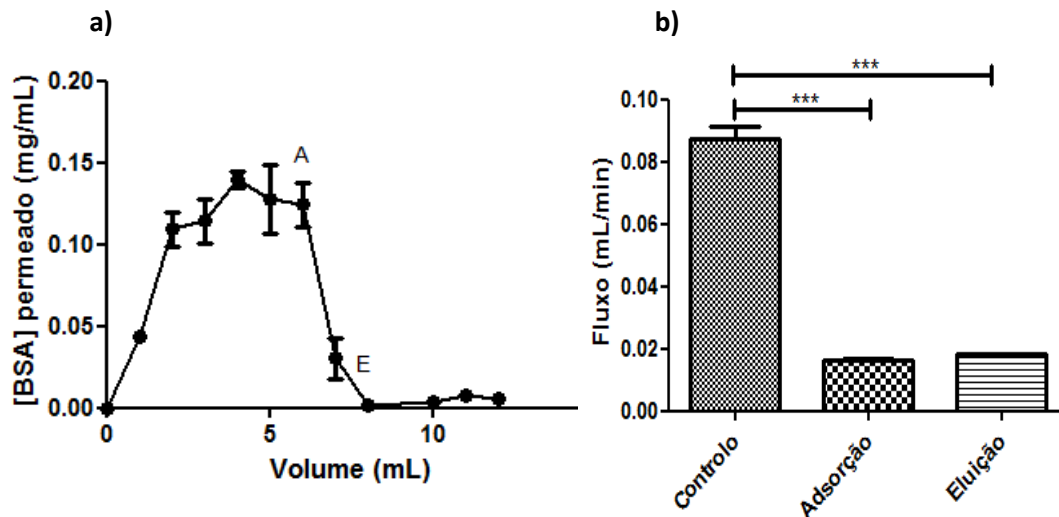 a)
[BSA] permeado (mg/mL)
0.20
0.15
0.10
0.05
0.00
A
E
0
5
10
Volume (mL)
b)
***
***
Fluxo (mL/min)
0.10
0.08
0.06
0.04
0.02
0.00
Controlo
Adsorção
Eluição